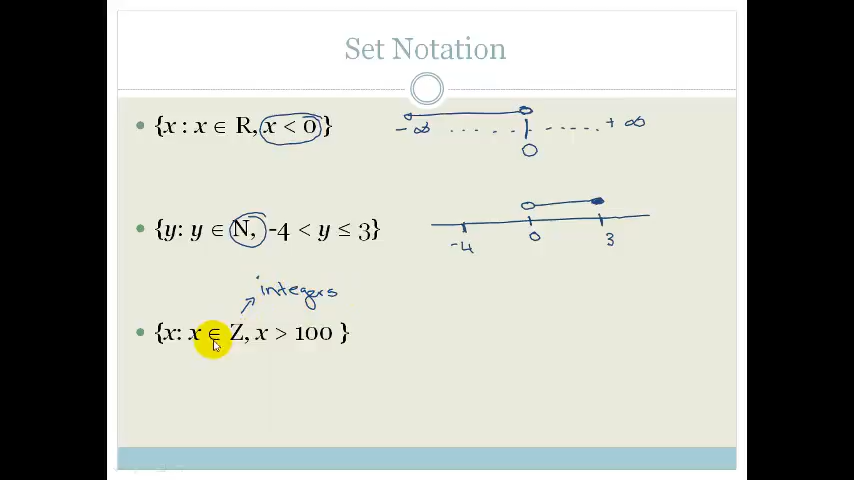 Set Notation
• {x : x ∈ R, x < 0 }
- ∞ ..... 0 ..... + ∞
• {y: y ∈ N, -4 < y ≤ 3}
-4 0 3
integers
• {x: x ∈ Z, x > 100 }